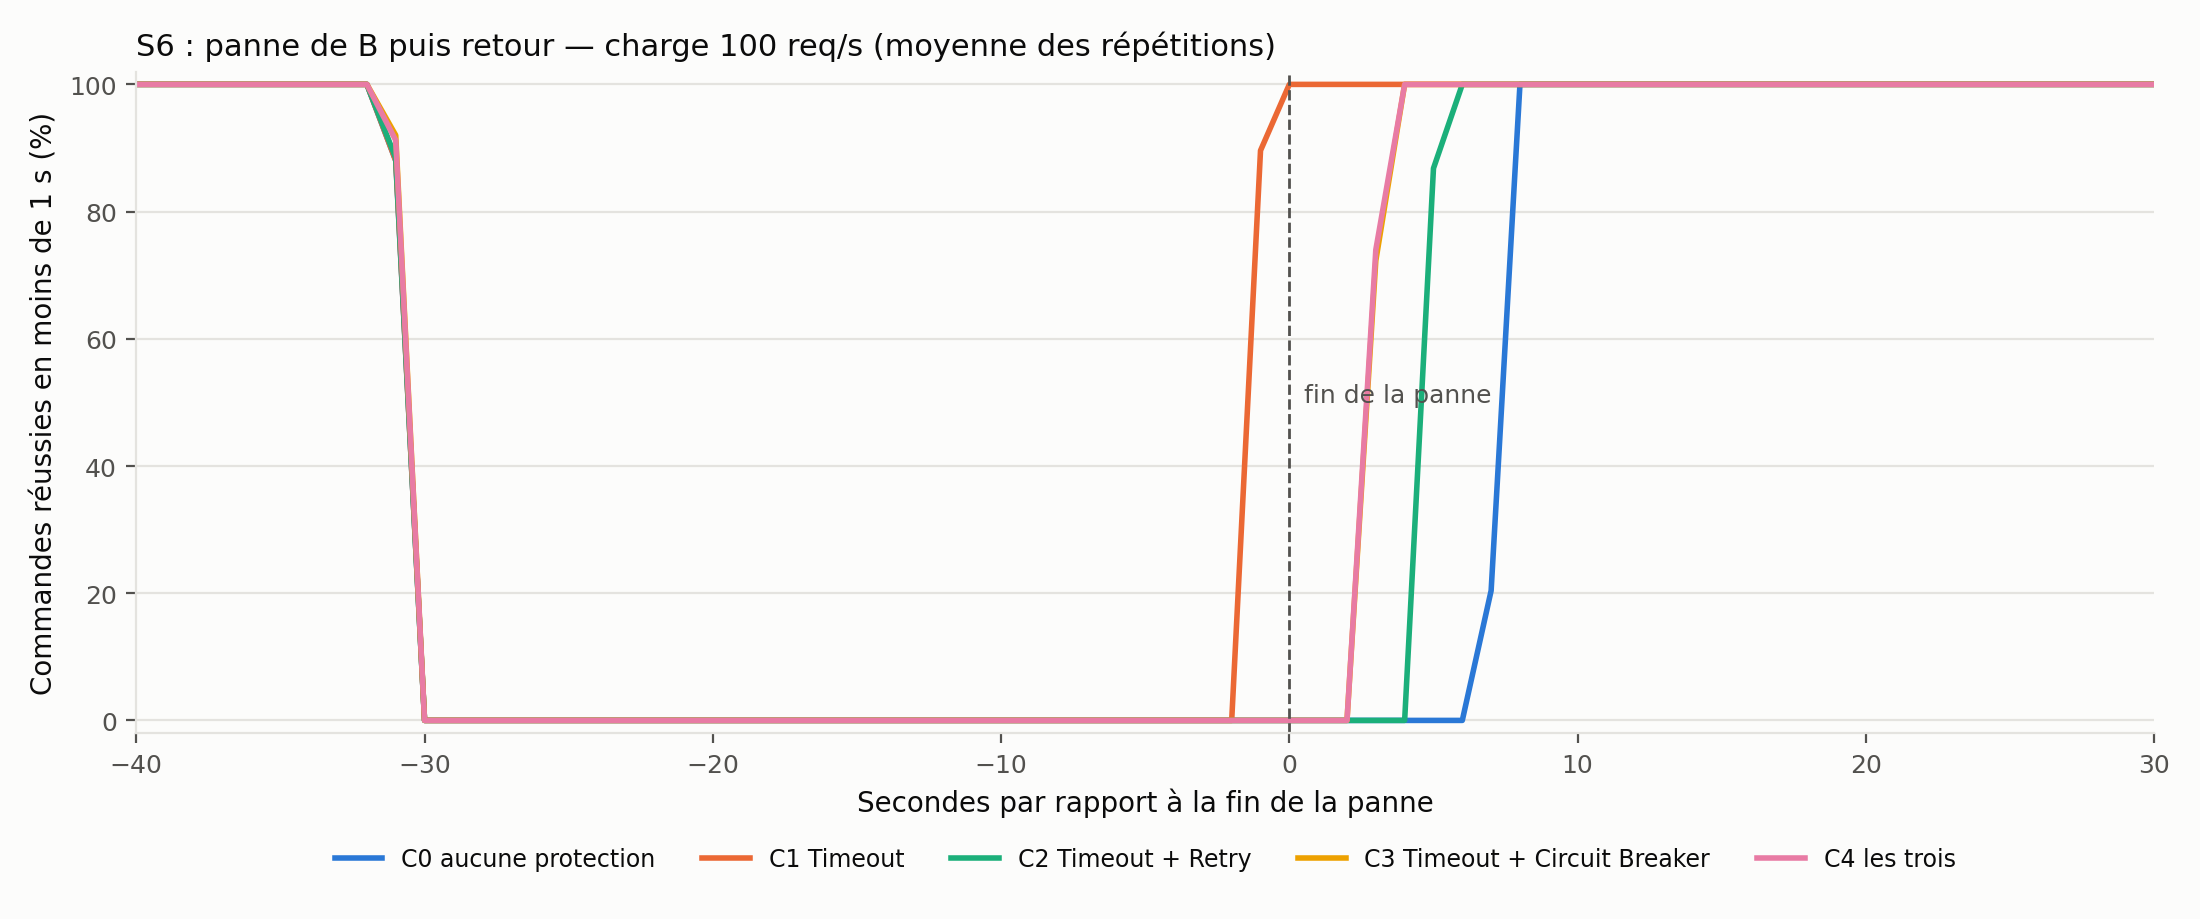 S6 : panne de B puis retour — charge 100 req/s (moyenne des répétitions)
Commandes réussies en moins de 1 s (%)
100
80
60
40
20
0
fin de la panne
−40
−30
−20
−10
0
10
20
30
Secondes par rapport à la fin de la panne
C0 aucune protection
C1 Timeout
C2 Timeout + Retry
C3 Timeout + Circuit Breaker
C4 les trois